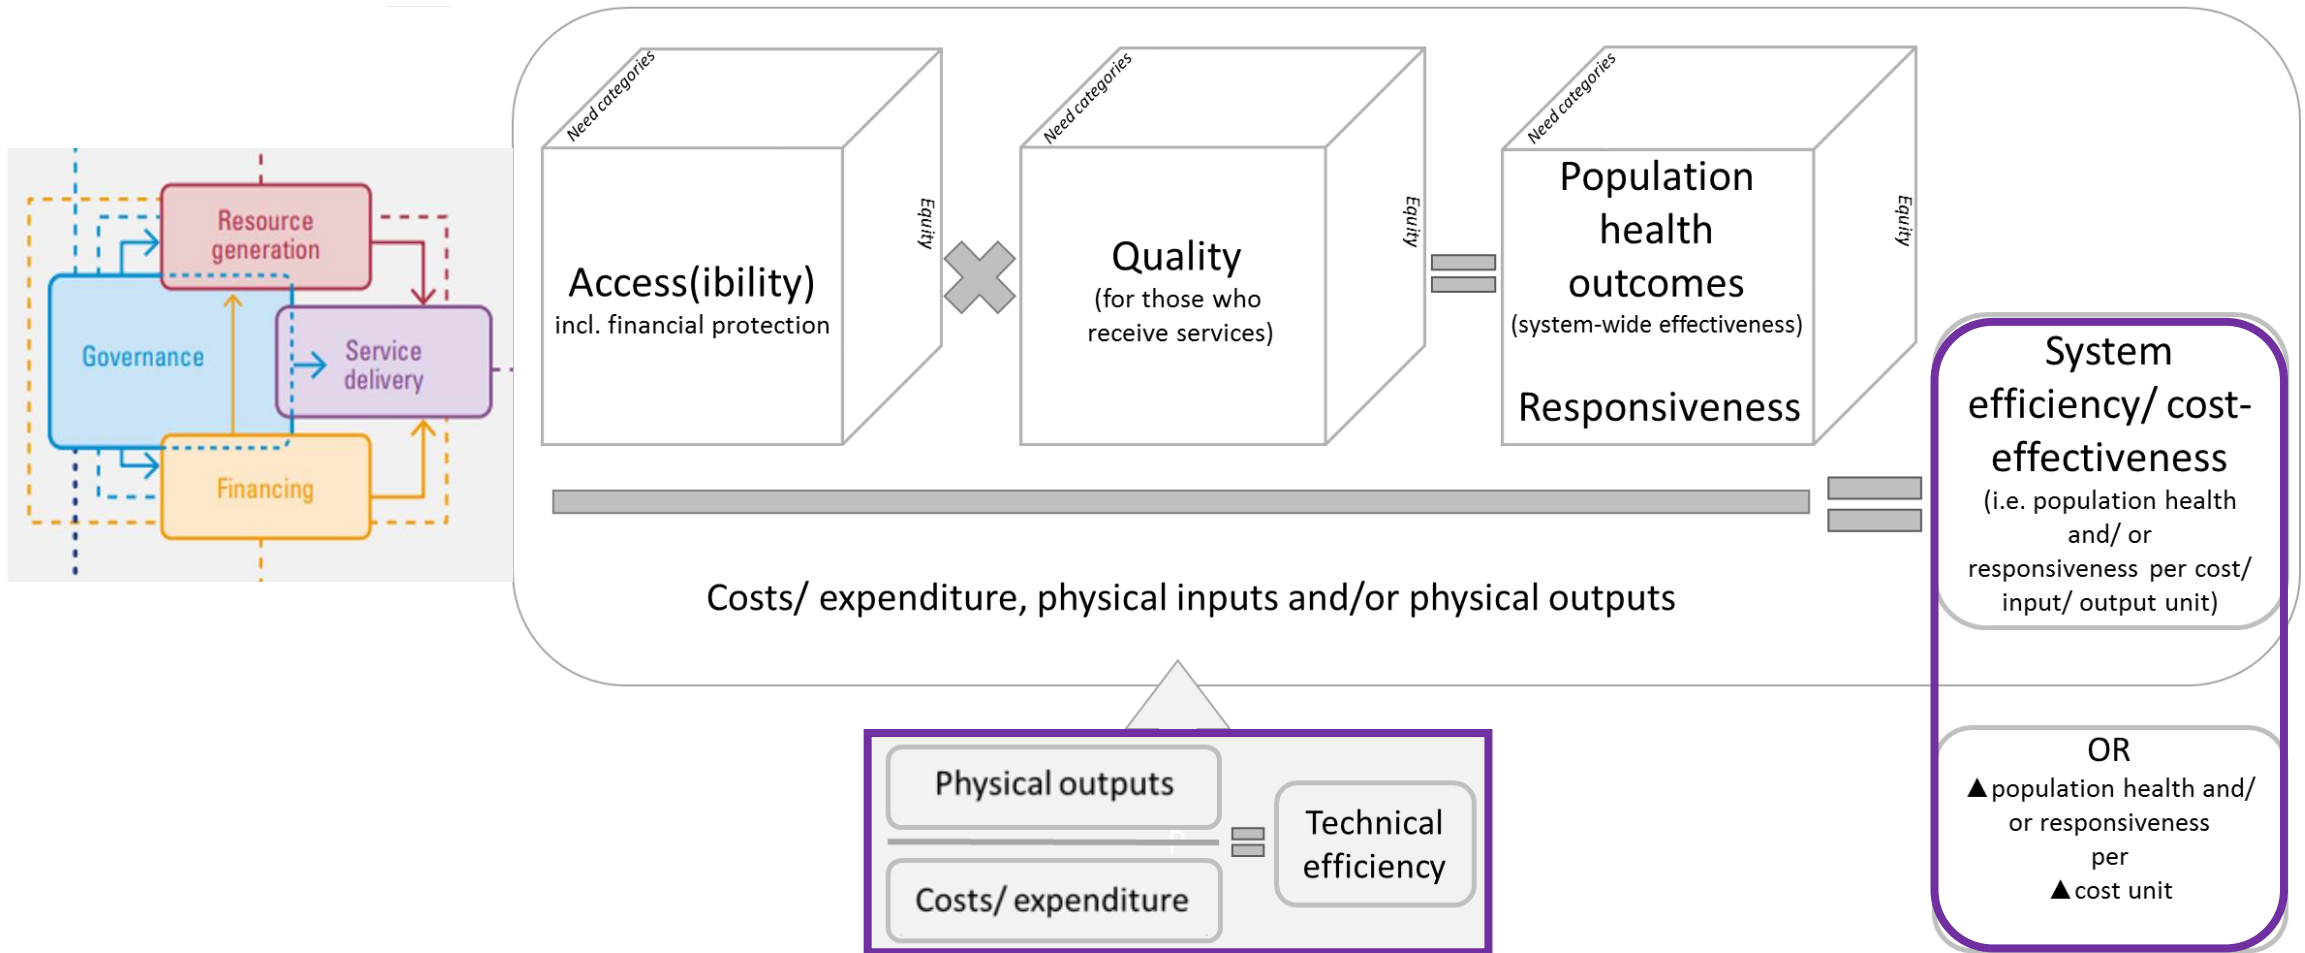 Resource
generation
Governance
Service
delivery
Financing
Need categories
Equity
Access(ibility)
incl. financial protection
Need categories
Equity
Quality
(for those who
receive services)
Need categories
Equity
Population
health
outcomes
(system-wide effectiveness)
Responsiveness
System
efficiency/ cost-
effectiveness
(i.e. population health
and/ or
responsiveness per cost/
input/ output unit)
Costs/ expenditure, physical inputs and/or physical outputs
OR
▲population health and/
or responsiveness
per
▲cost unit
Physical outputs
P
Costs/ expenditure
Technical
efficiency